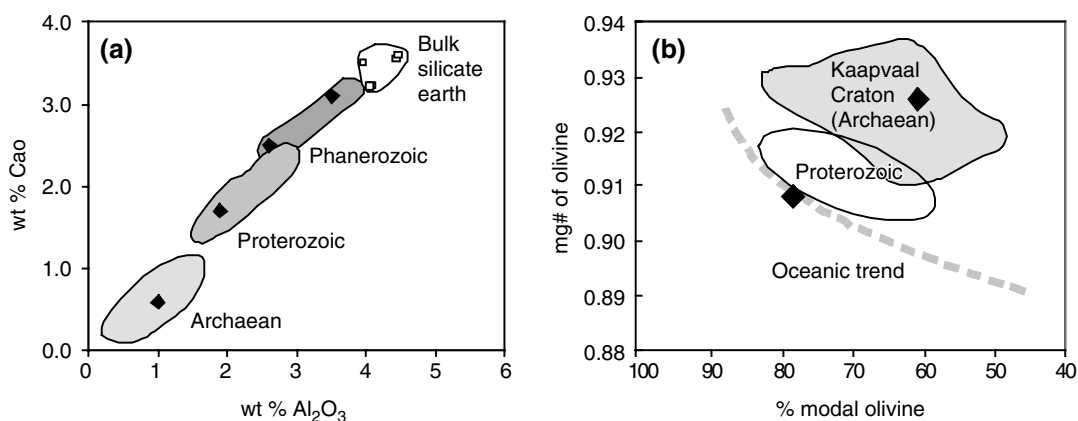 (a)
4.0
3.0
2.0
1.0
0.0
wt % Cao
0
1
2
3
4
5
6
wt % Al₂O₃
Bulk
silicate
earth
Phanerozoic
Proterozoic
Archaean
(b)
0.94
0.93
0.92
0.91
0.90
0.89
0.88
mg# of olivine
100
90
80
70
60
50
40
% modal olivine
Kaapvaal
Craton
(Archaean)
Proterozoic
Oceanic trend